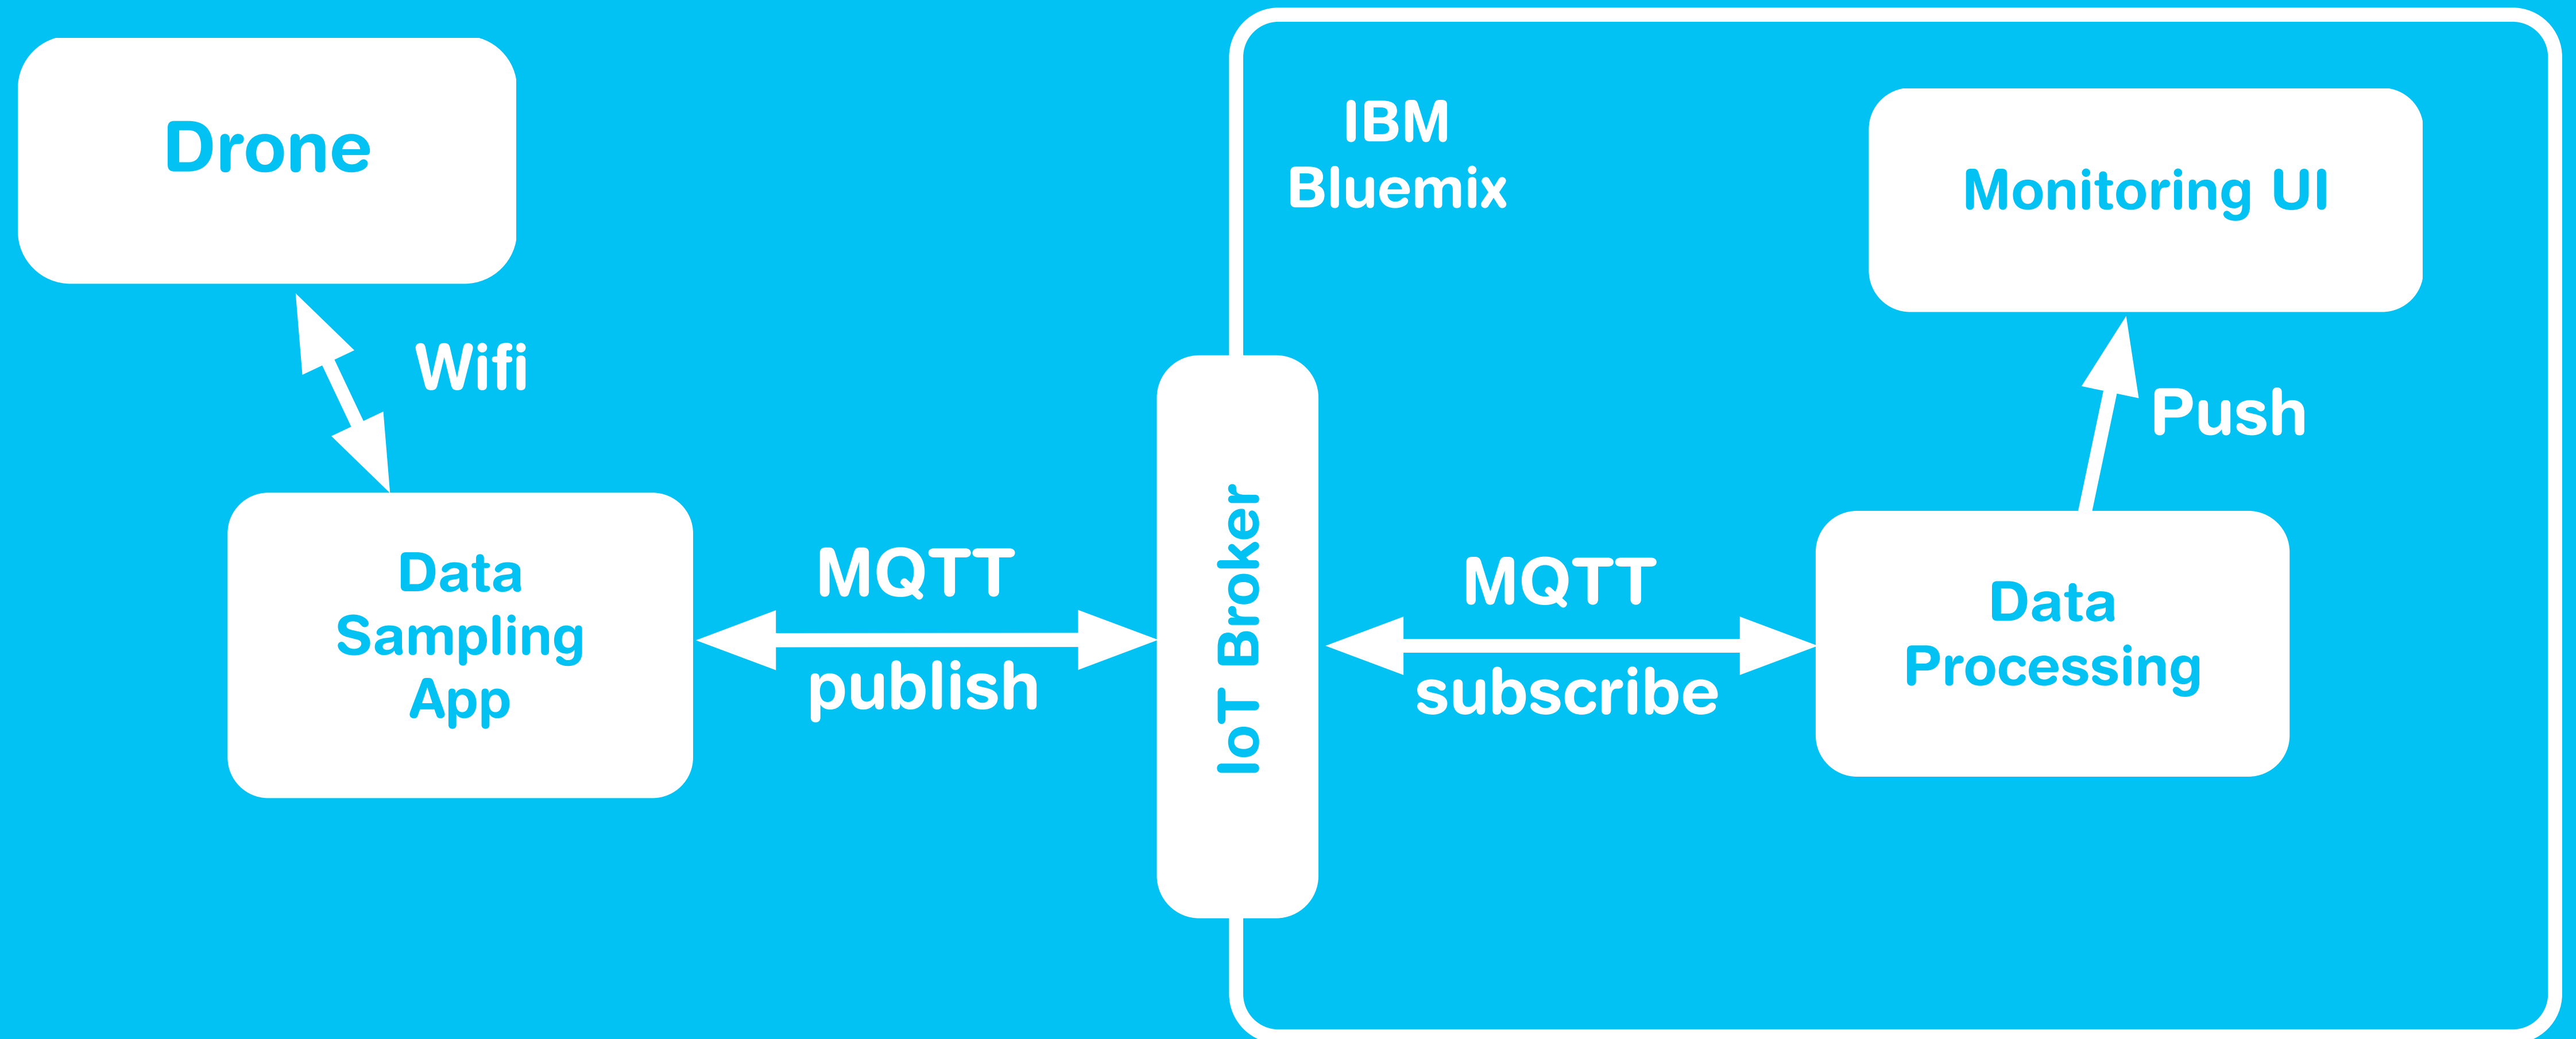 Drone
Wifi
Data
Sampling
App
MQTT
publish
IoT Broker
IBM
Bluemix
MQTT
subscribe
Monitoring UI
Push
Data
Processing